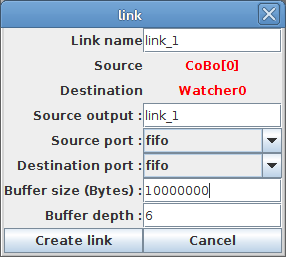 link
Link name link_1
Source CoBo[0]
Destination Watcher0
Source output : link_1
Source port : fifo
Destination port : fifo
Buffer size (Bytes) : 10000000
Buffer depth : 6
Create link Cancel